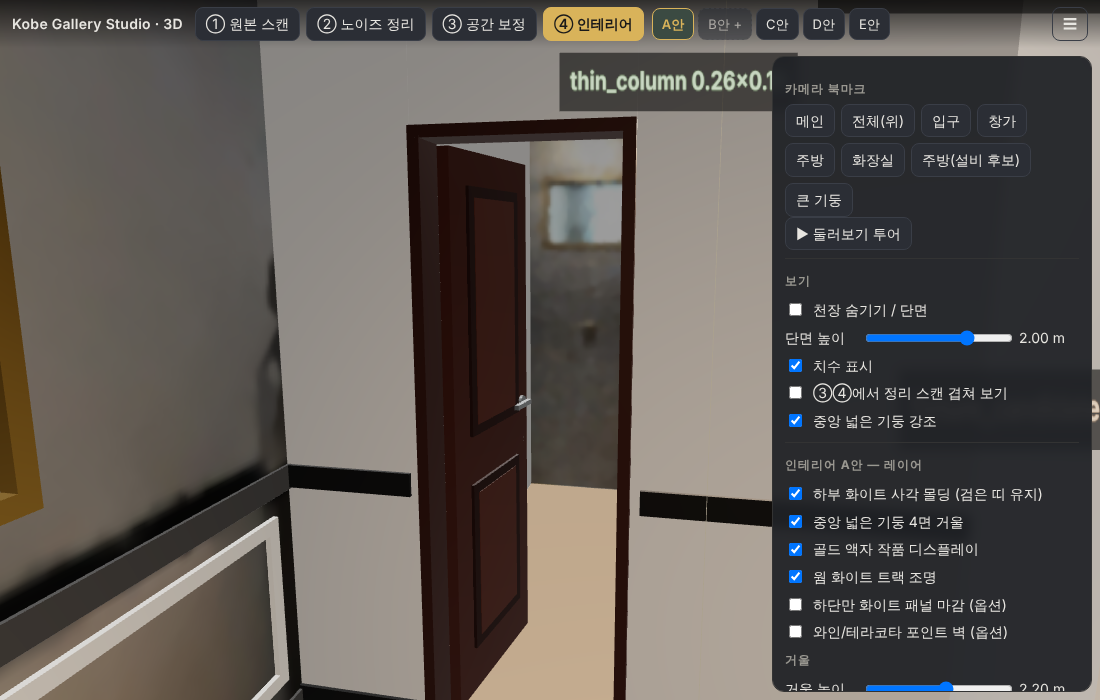 Kobe Gallery Studio · 3D ① 원본 스캔 ② 노이즈 정리 ③ 공간 보정 ④ 인테리어 A안 B안 + C안 D안 E안 ☰
thin_column 0.26×0.1
카메라 북마크
메인 전체(위) 입구 창가
주방 화장실 주방(설비 후보)
큰 기둥
▶ 둘러보기 투어
보기
천장 숨기기 / 단면
단면 높이 2.00 m
치수 표시
③④에서 정리 스캔 겹쳐 보기
중앙 넓은 기둥 강조
인테리어 A안 — 레이어
하부 화이트 사각 몰딩 (검은 띠 유지)
중앙 넓은 기둥 4면 거울
골드 액자 작품 디스플레이
웜 화이트 트랙 조명
하단만 화이트 패널 마감 (옵션)
와인/테라코타 포인트 벽 (옵션)
거울
거울 높이 2.20 m